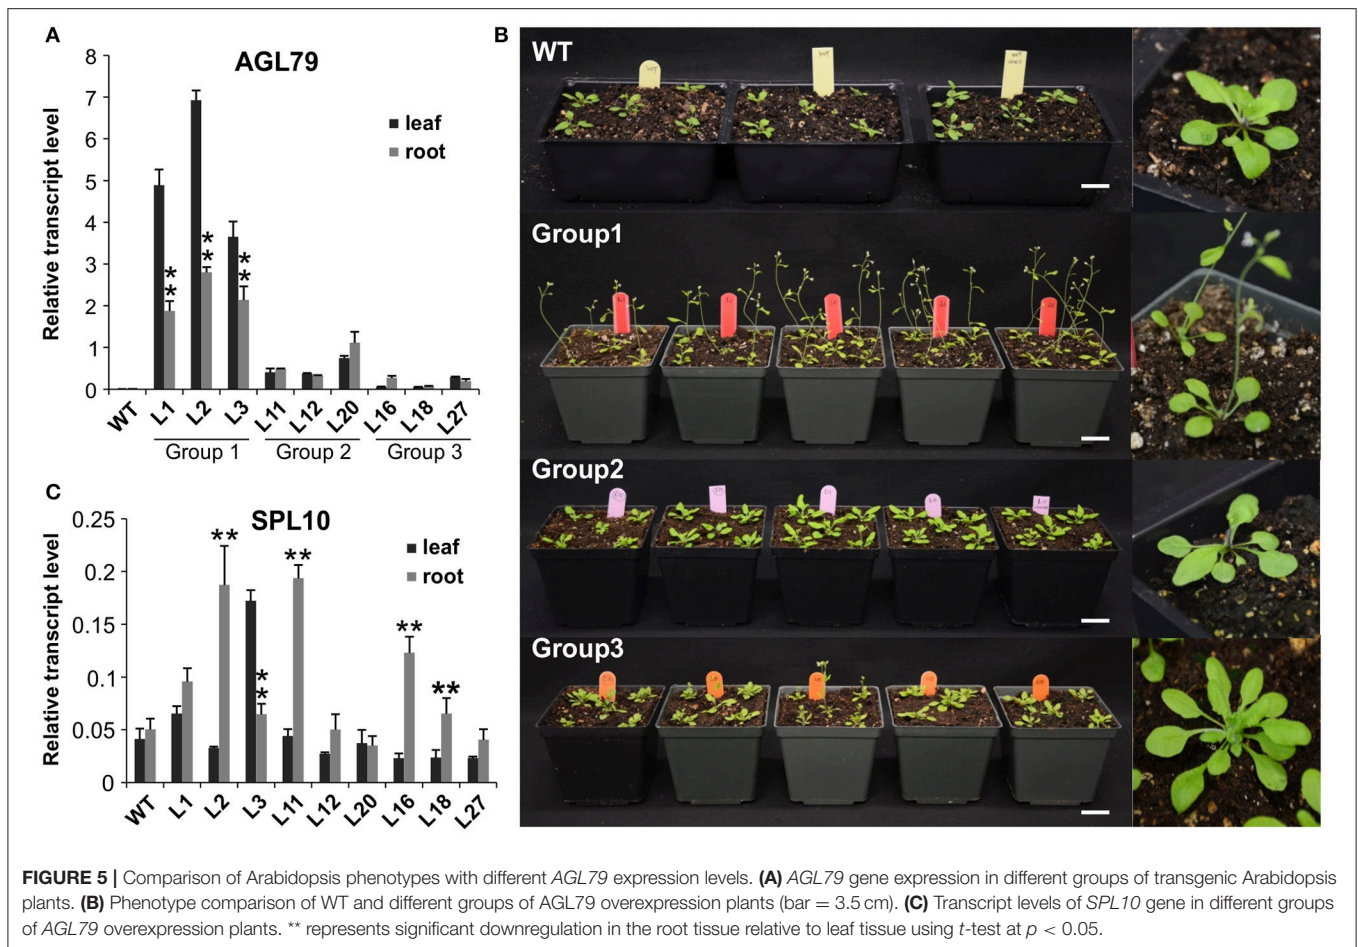 A
AGL79
8
7
6
5
4
3
2
1
0
Relative transcript level
leaf
root
**
**
**
WT L1 L2 L3 L11 L12 L20 L16 L18 L27
Group 1 Group 2 Group 3
B
WT
Group1
Group2
Group3
C
SPL10
0.25
0.2
0.15
0.1
0.05
0
Relative transcript level
leaf
root
**
**
**
**
**
WT L1 L2 L3 L11 L12 L20 L16 L18 L27
FIGURE 5 | Comparison of Arabidopsis phenotypes with different AGL79 expression levels. (A) AGL79 gene expression in different groups of transgenic Arabidopsis
plants. (B) Phenotype comparison of WT and different groups of AGL79 overexpression plants (bar = 3.5 cm). (C) Transcript levels of SPL10 gene in different groups
of AGL79 overexpression plants. ** represents significant downregulation in the root tissue relative to leaf tissue using t-test at p < 0.05.